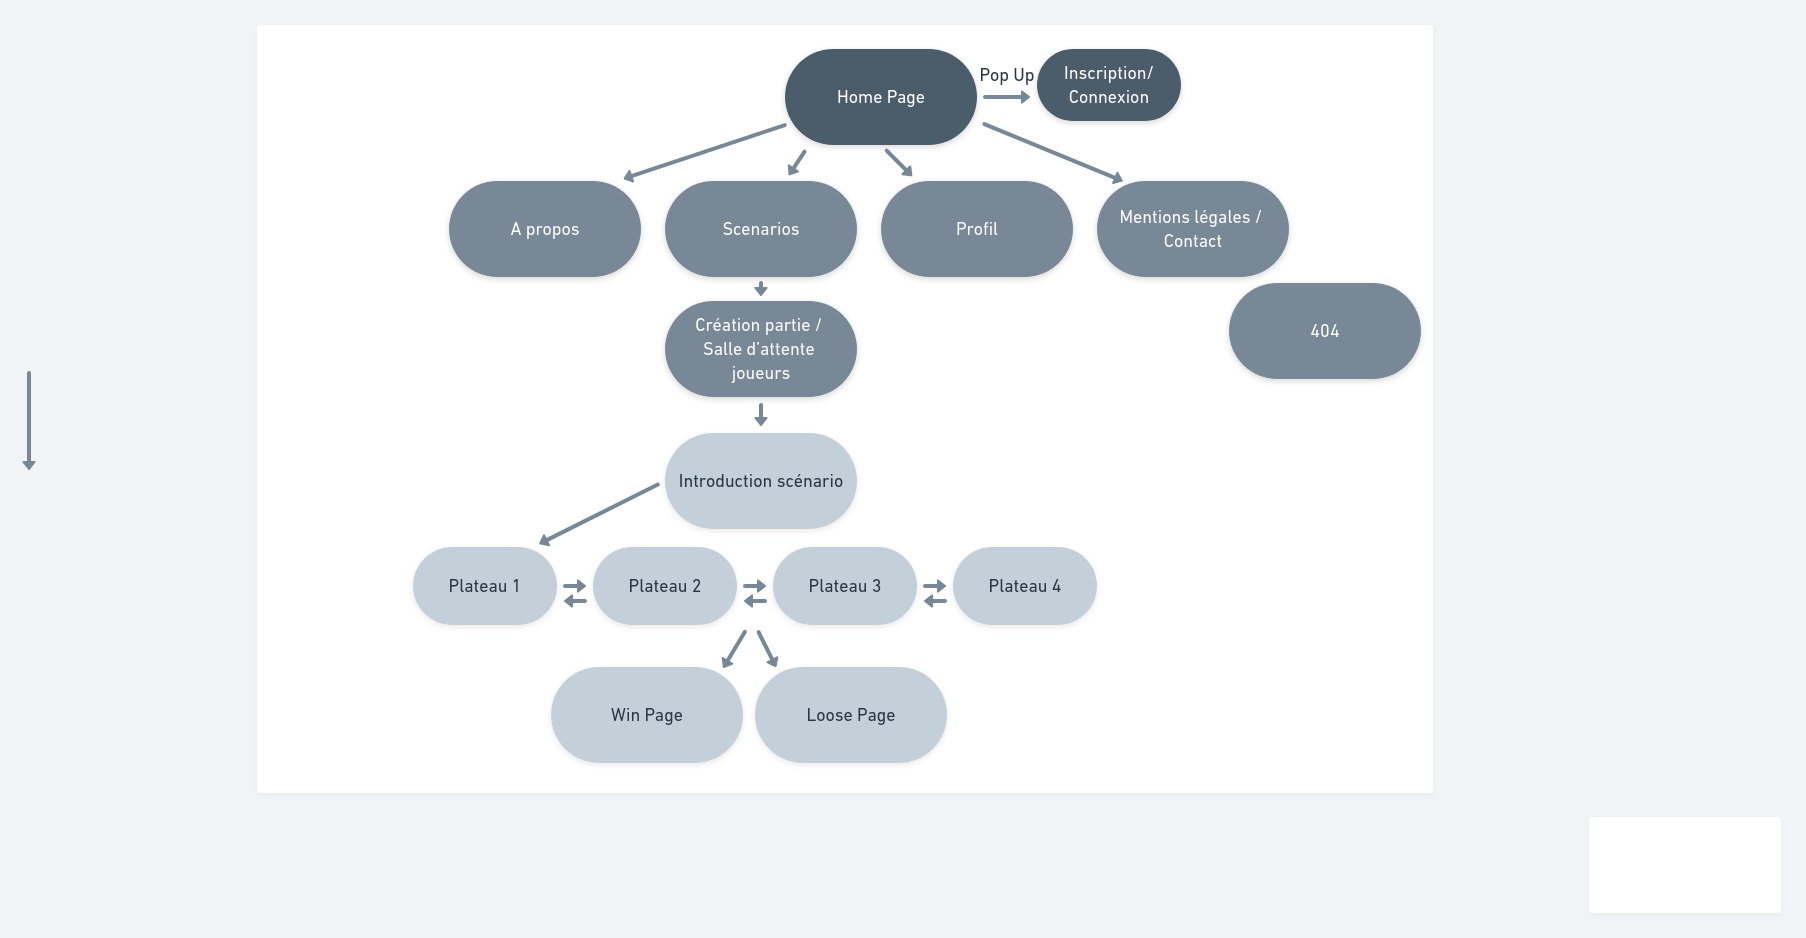 Home Page
Pop Up
Inscription/
Connexion
A propos
Scenarios
Profil
Mentions légales /
Contact
404
Création partie /
Salle d'attente
joueurs
Introduction scénario
Plateau 1
Plateau 2
Plateau 3
Plateau 4
Win Page
Loose Page